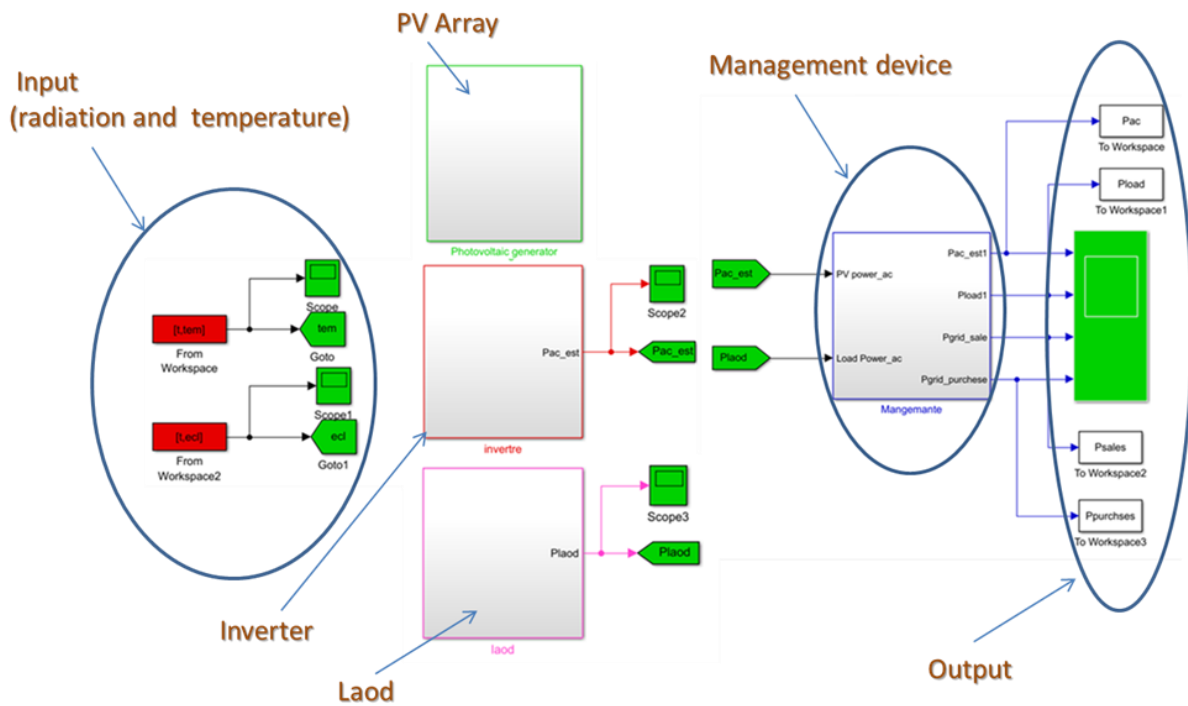 PV Array
Input
(radiation and temperature)
Management device
Photovoltaic generator
[t,tem]
From
Workspace
Scope
tem
Goto
[t,ecl]
From
Workspace2
Scope1
ecl
Goto1
Pac_est
invertre
Scope2
Pac_est
Plaod
laod
Scope3
Plaod
Pac_est
Plaod
PV power_ac
Load Power_ac
Pac_est1
Pload1
Pgrid_sale
Pgrid_purchese
Mangemante
Pac
To Workspace
Pload
To Workspace1
Psales
To Workspace2
Ppurchses
To Workspace3
Inverter
Laod
Output